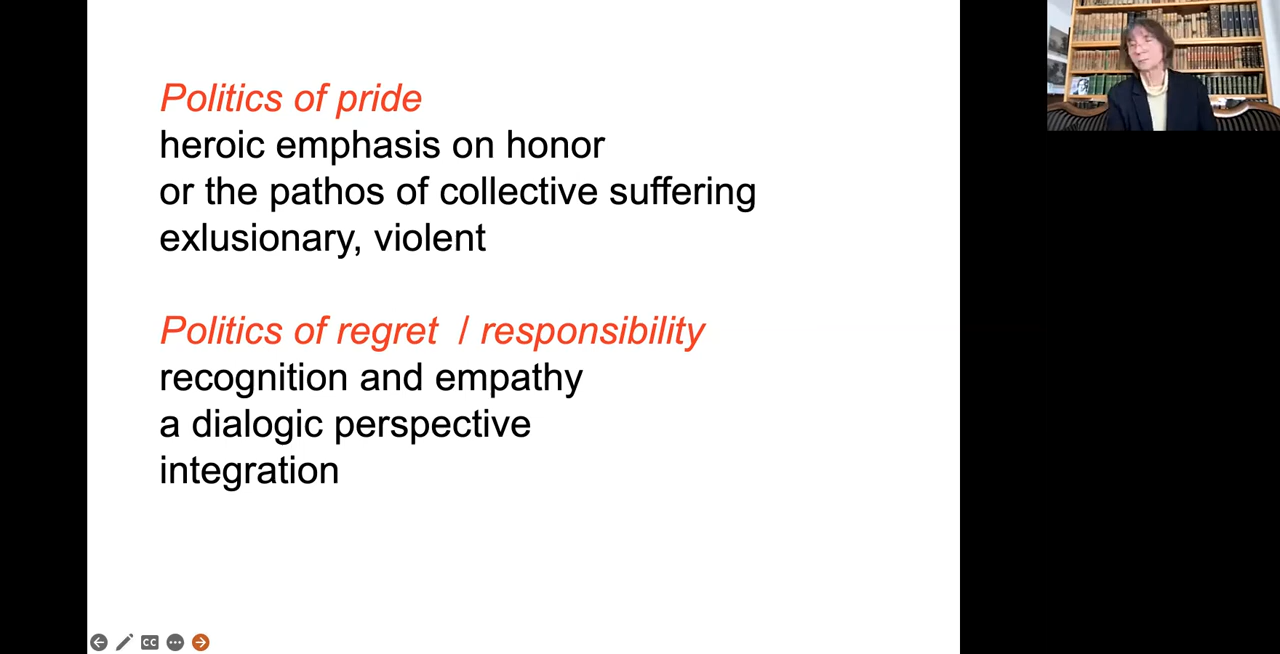 Politics of pride
heroic emphasis on honor
or the pathos of collective suffering
exlusionary, violent
Politics of regret / responsibility
recognition and empathy
a dialogic perspective
integration
CC